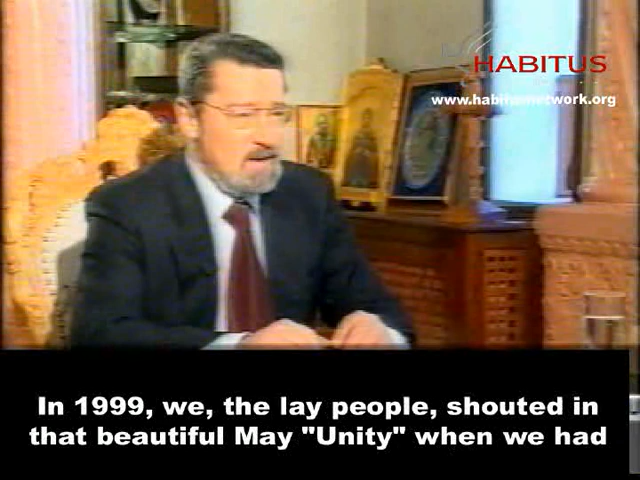 HABITUS
www.habitusnetwork.org
In 1999, we, the lay people, shouted in
that beautiful May "Unity" when we had